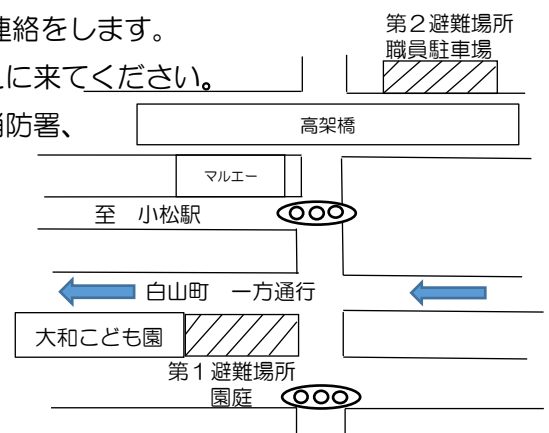 連絡をします。
に来てください。
消防署、
第２避難場所
職員駐車場
高架橋
マルエー
至　小松駅
白山町　一方通行
大和こども園
第１避難場所
園庭